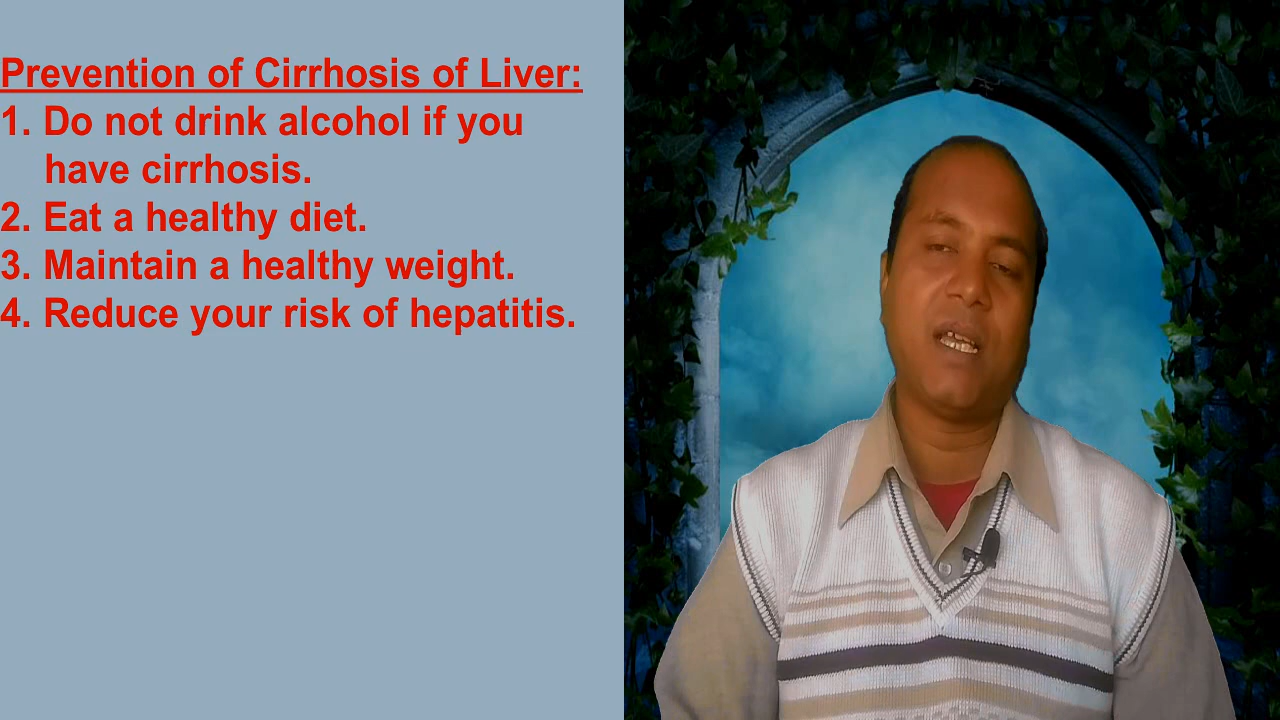 Prevention of Cirrhosis of Liver:
1. Do not drink alcohol if you
have cirrhosis.
2. Eat a healthy diet.
3. Maintain a healthy weight.
4. Reduce your risk of hepatitis.